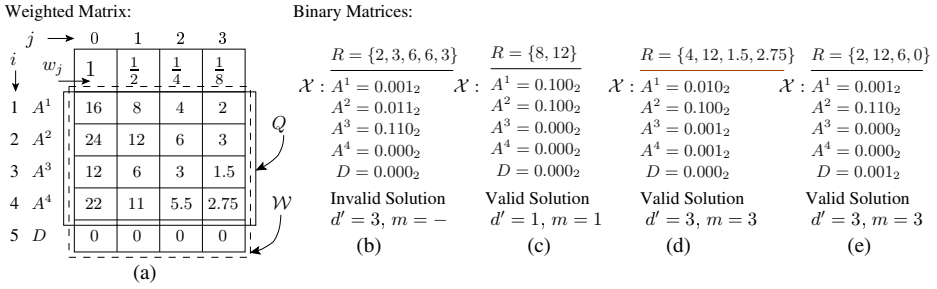 Weighted Matrix:
j → 0 1 2 3
i
w_j 1 1/2 1/4 1/8
1 A^1 16 8 4 2
2 A^2 24 12 6 3
3 A^3 12 6 3 1.5
4 A^4 22 11 5.5 2.75
5 D 0 0 0 0
Q
𝒲
(a)
Binary Matrices:
R = {2, 3, 6, 6, 3}
𝒳 : A^1 = 0.001_2
A^2 = 0.011_2
A^3 = 0.110_2
A^4 = 0.000_2
D = 0.000_2
Invalid Solution
d′ = 3, m = −
(b)
R = {8, 12}
𝒳 : A^1 = 0.100_2
A^2 = 0.100_2
A^3 = 0.000_2
A^4 = 0.000_2
D = 0.000_2
Valid Solution
d′ = 1, m = 1
(c)
R = {4, 12, 1.5, 2.75}
𝒳 : A^1 = 0.010_2
A^2 = 0.100_2
A^3 = 0.001_2
A^4 = 0.001_2
D = 0.000_2
Valid Solution
d′ = 3, m = 3
(d)
R = {2, 12, 6, 0}
𝒳 : A^1 = 0.001_2
A^2 = 0.110_2
A^3 = 0.000_2
A^4 = 0.000_2
D = 0.001_2
Valid Solution
d′ = 3, m = 3
(e)